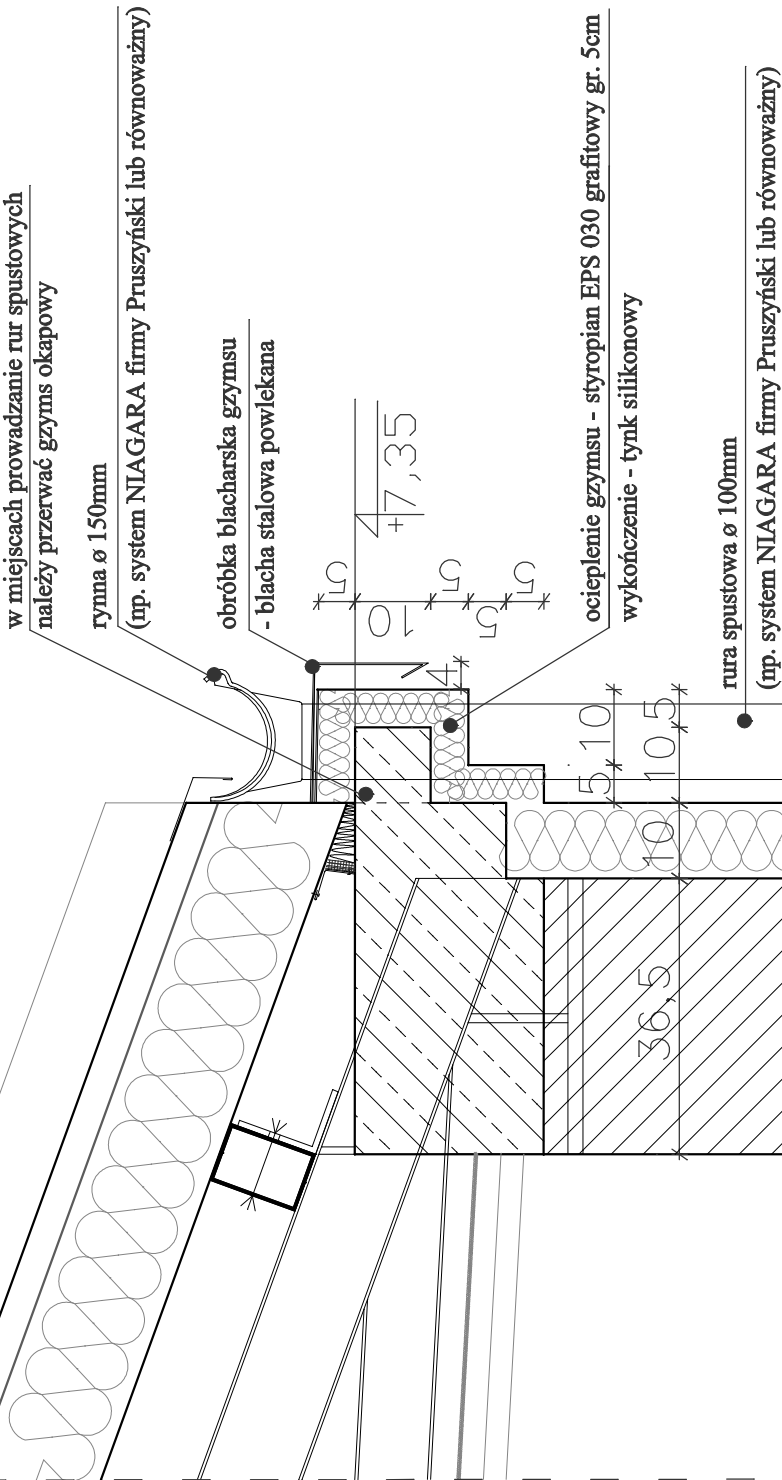 w miejscach prowadzanie rur spustowych
należy przerwać gzyms okapowy
rynna ø 150mm
(np. system NIAGARA firmy Pruszyński lub równoważny)
obróbka blacharska gzymsu
- blacha stalowa powlekana
+7,35
5
10
5
5
5
4
ocieplenie gzymsu - styropian EPS 030 grafitowy gr. 5cm
wykończenie - tynk silikonowy
5 10
36,5 10 10 5
rura spustowa ø 100mm
(np. system NIAGARA firmy Pruszyński lub równoważny)